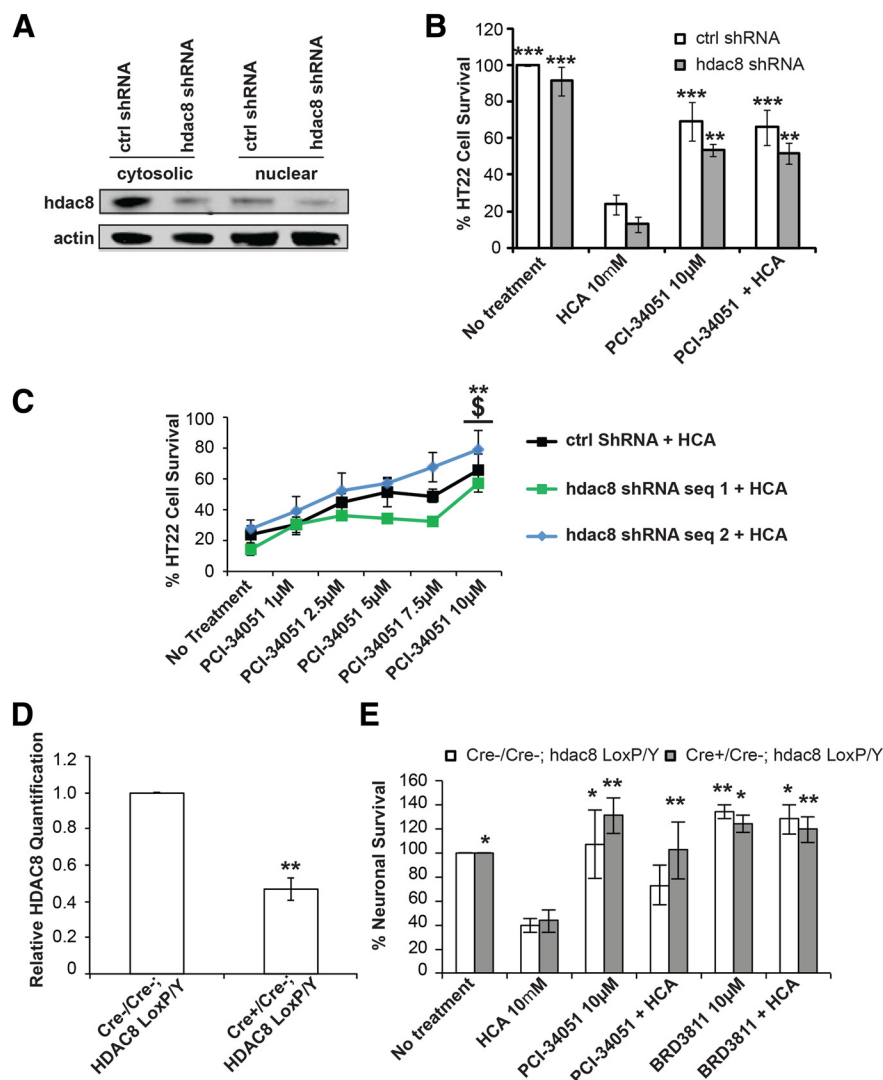 A
ctrl shRNA
hdac8 shRNA
ctrl shRNA
hdac8 shRNA
cytosolic
nuclear
hdac8
actin
B
ctrl shRNA
hdac8 shRNA
% HT22 Cell Survival
120
100
80
60
40
20
0
***
***
***
**
***
**
No treatment
HCA 10mM
PCI-34051 10µM
PCI-34051 + HCA
C
% HT22 Cell Survival
100
80
60
40
20
0
**
$
No Treatment
PCI-34051 1µM
PCI-34051 2.5µM
PCI-34051 5µM
PCI-34051 7.5µM
PCI-34051 10µM
ctrl ShRNA + HCA
hdac8 shRNA seq 1 + HCA
hdac8 shRNA seq 2 + HCA
D
Relative HDAC8 Quantification
1.2
1.0
0.8
0.6
0.4
0.2
0
**
Cre-/Cre-;
HDAC8 LoxP/Y
Cre+/Cre-;
HDAC8 LoxP/Y
E
Cre-/Cre-; hdac8 LoxP/Y
Cre+/Cre-; hdac8 LoxP/Y
% Neuronal Survival
160
140
120
100
80
60
40
20
0
*
*
**
**
**
*
*
**
No treatment
HCA 10mM
PCI-34051 10µM
PCI-34051 + HCA
BRD3811 10µM
BRD3811 + HCA